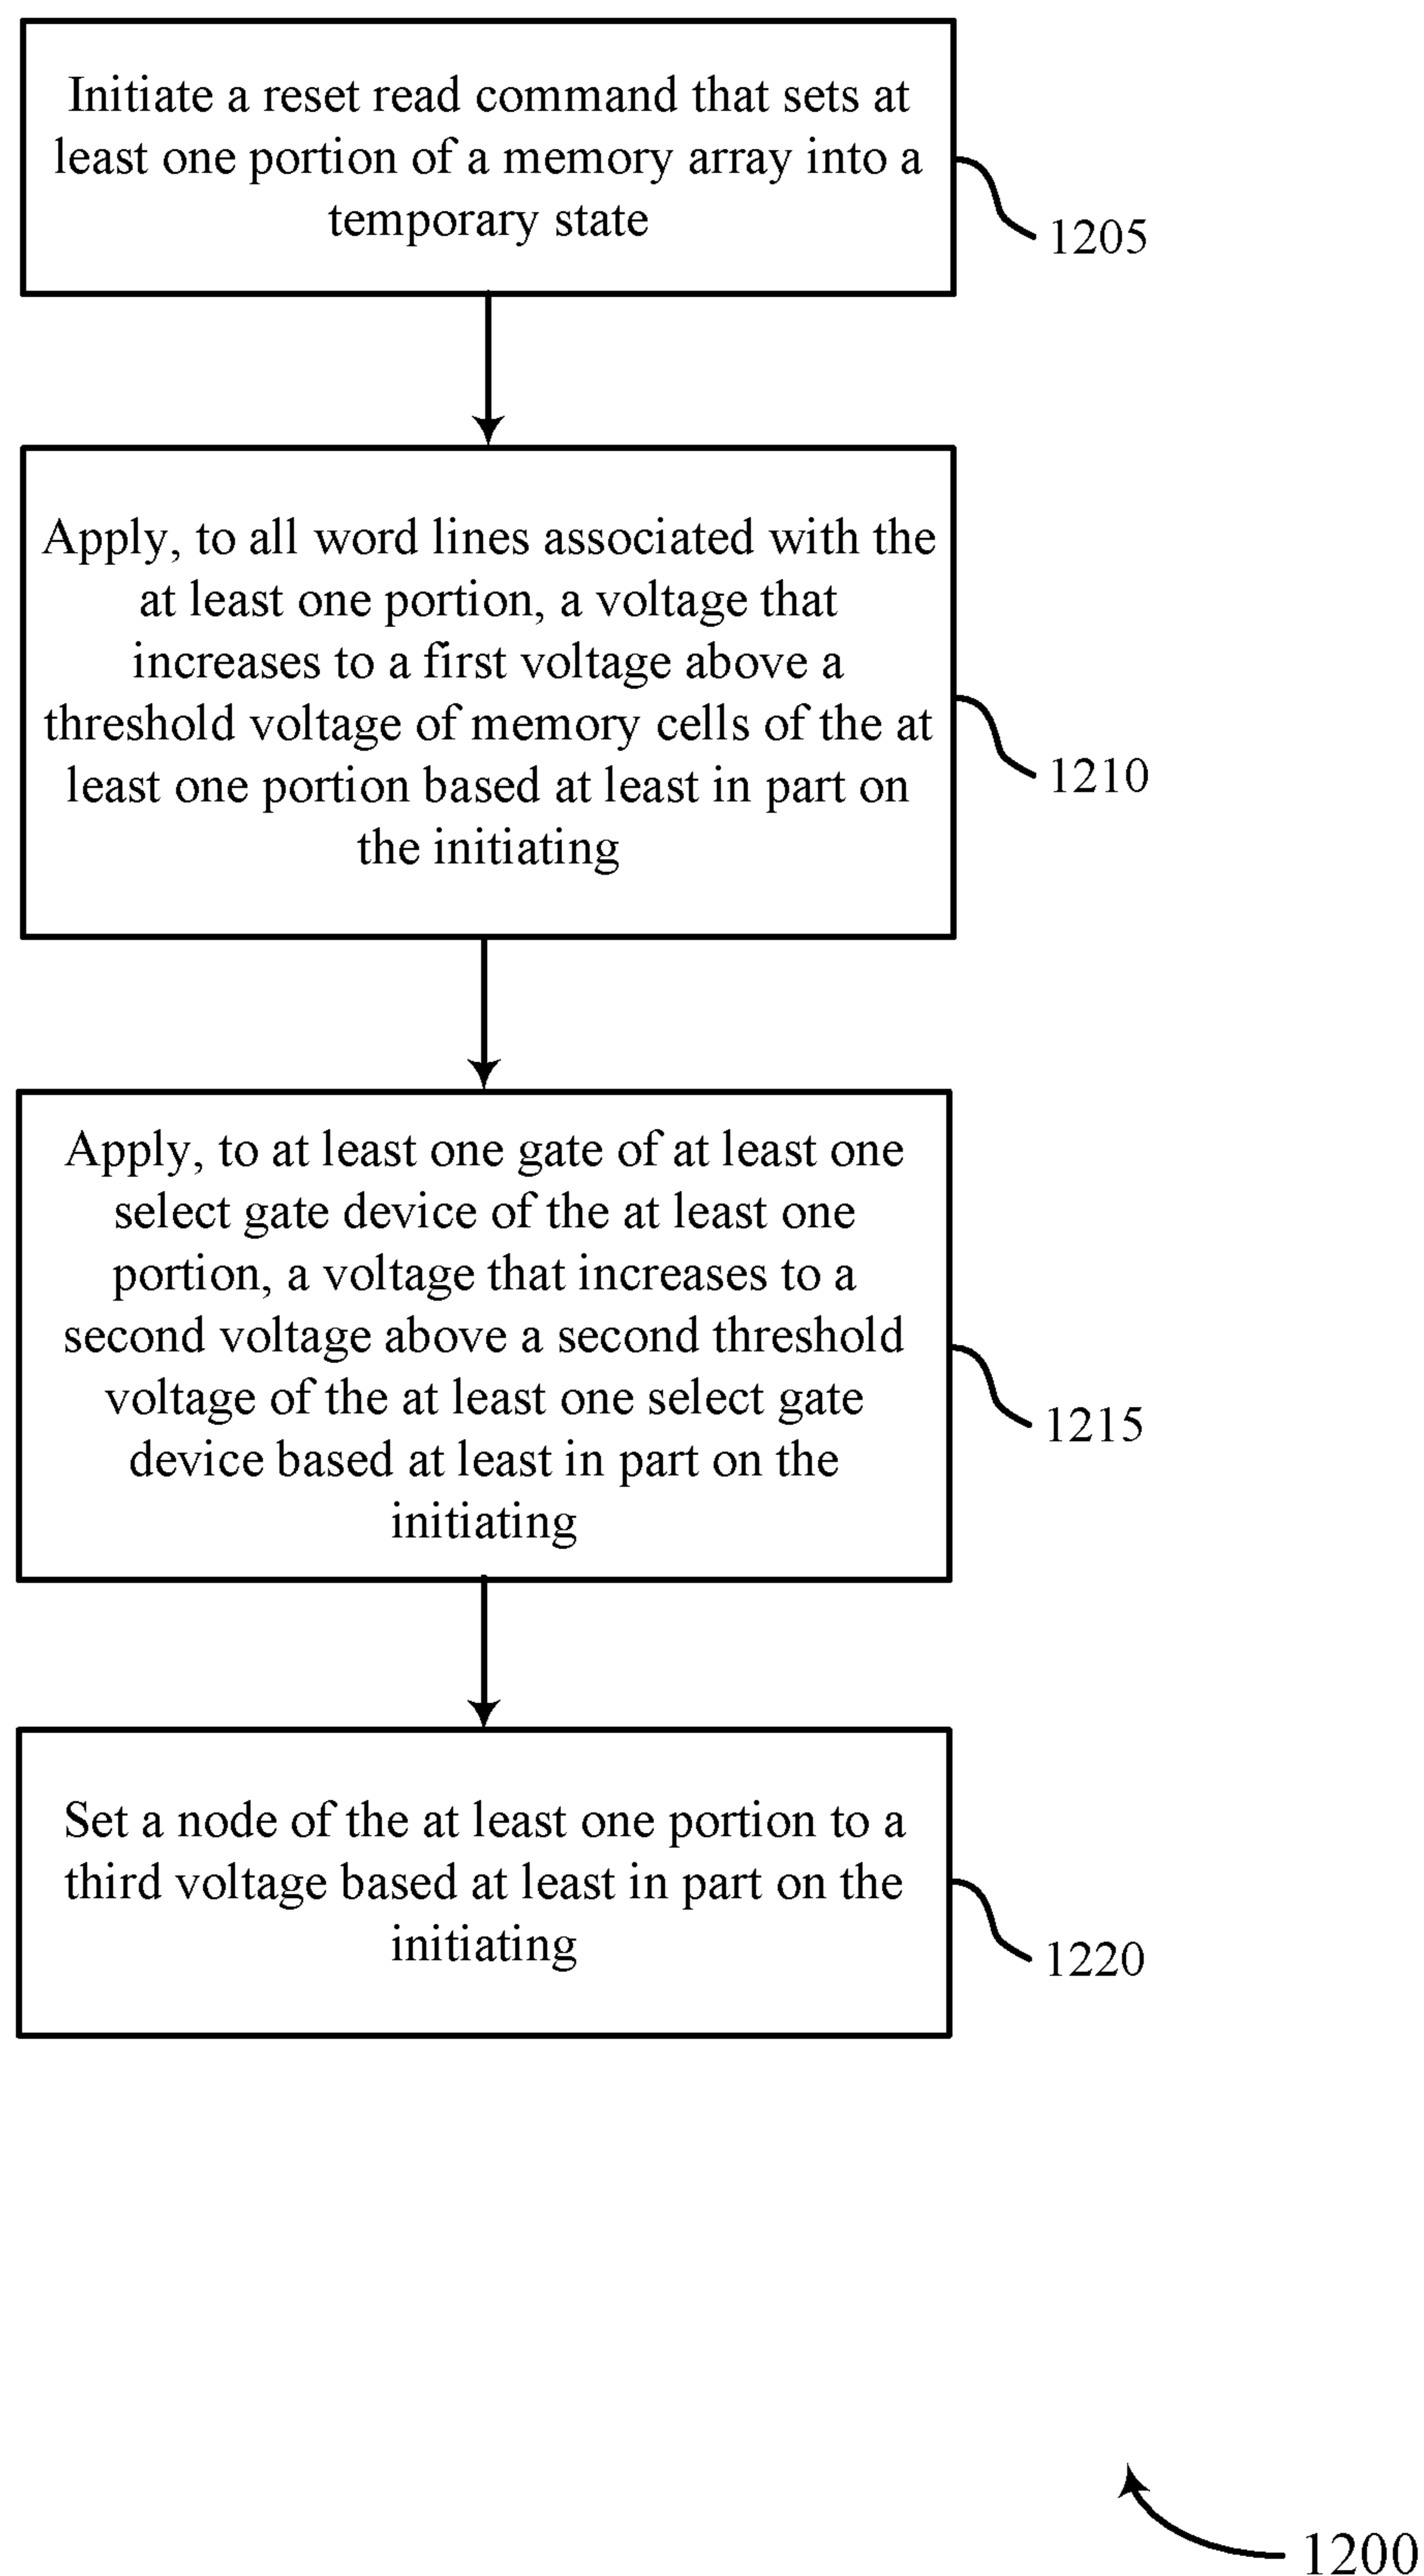 Initiate a reset read command that sets at
least one portion of a memory array into a
temporary state
1205
Apply, to all word lines associated with the
at least one portion, a voltage that
increases to a first voltage above a
threshold voltage of memory cells of the at
least one portion based at least in part on
the initiating
1210
Apply, to at least one gate of at least one
select gate device of the at least one
portion, a voltage that increases to a
second voltage above a second threshold
voltage of the at least one select gate
device based at least in part on the
initiating
1215
Set a node of the at least one portion to a
third voltage based at least in part on the
initiating
1220
1200